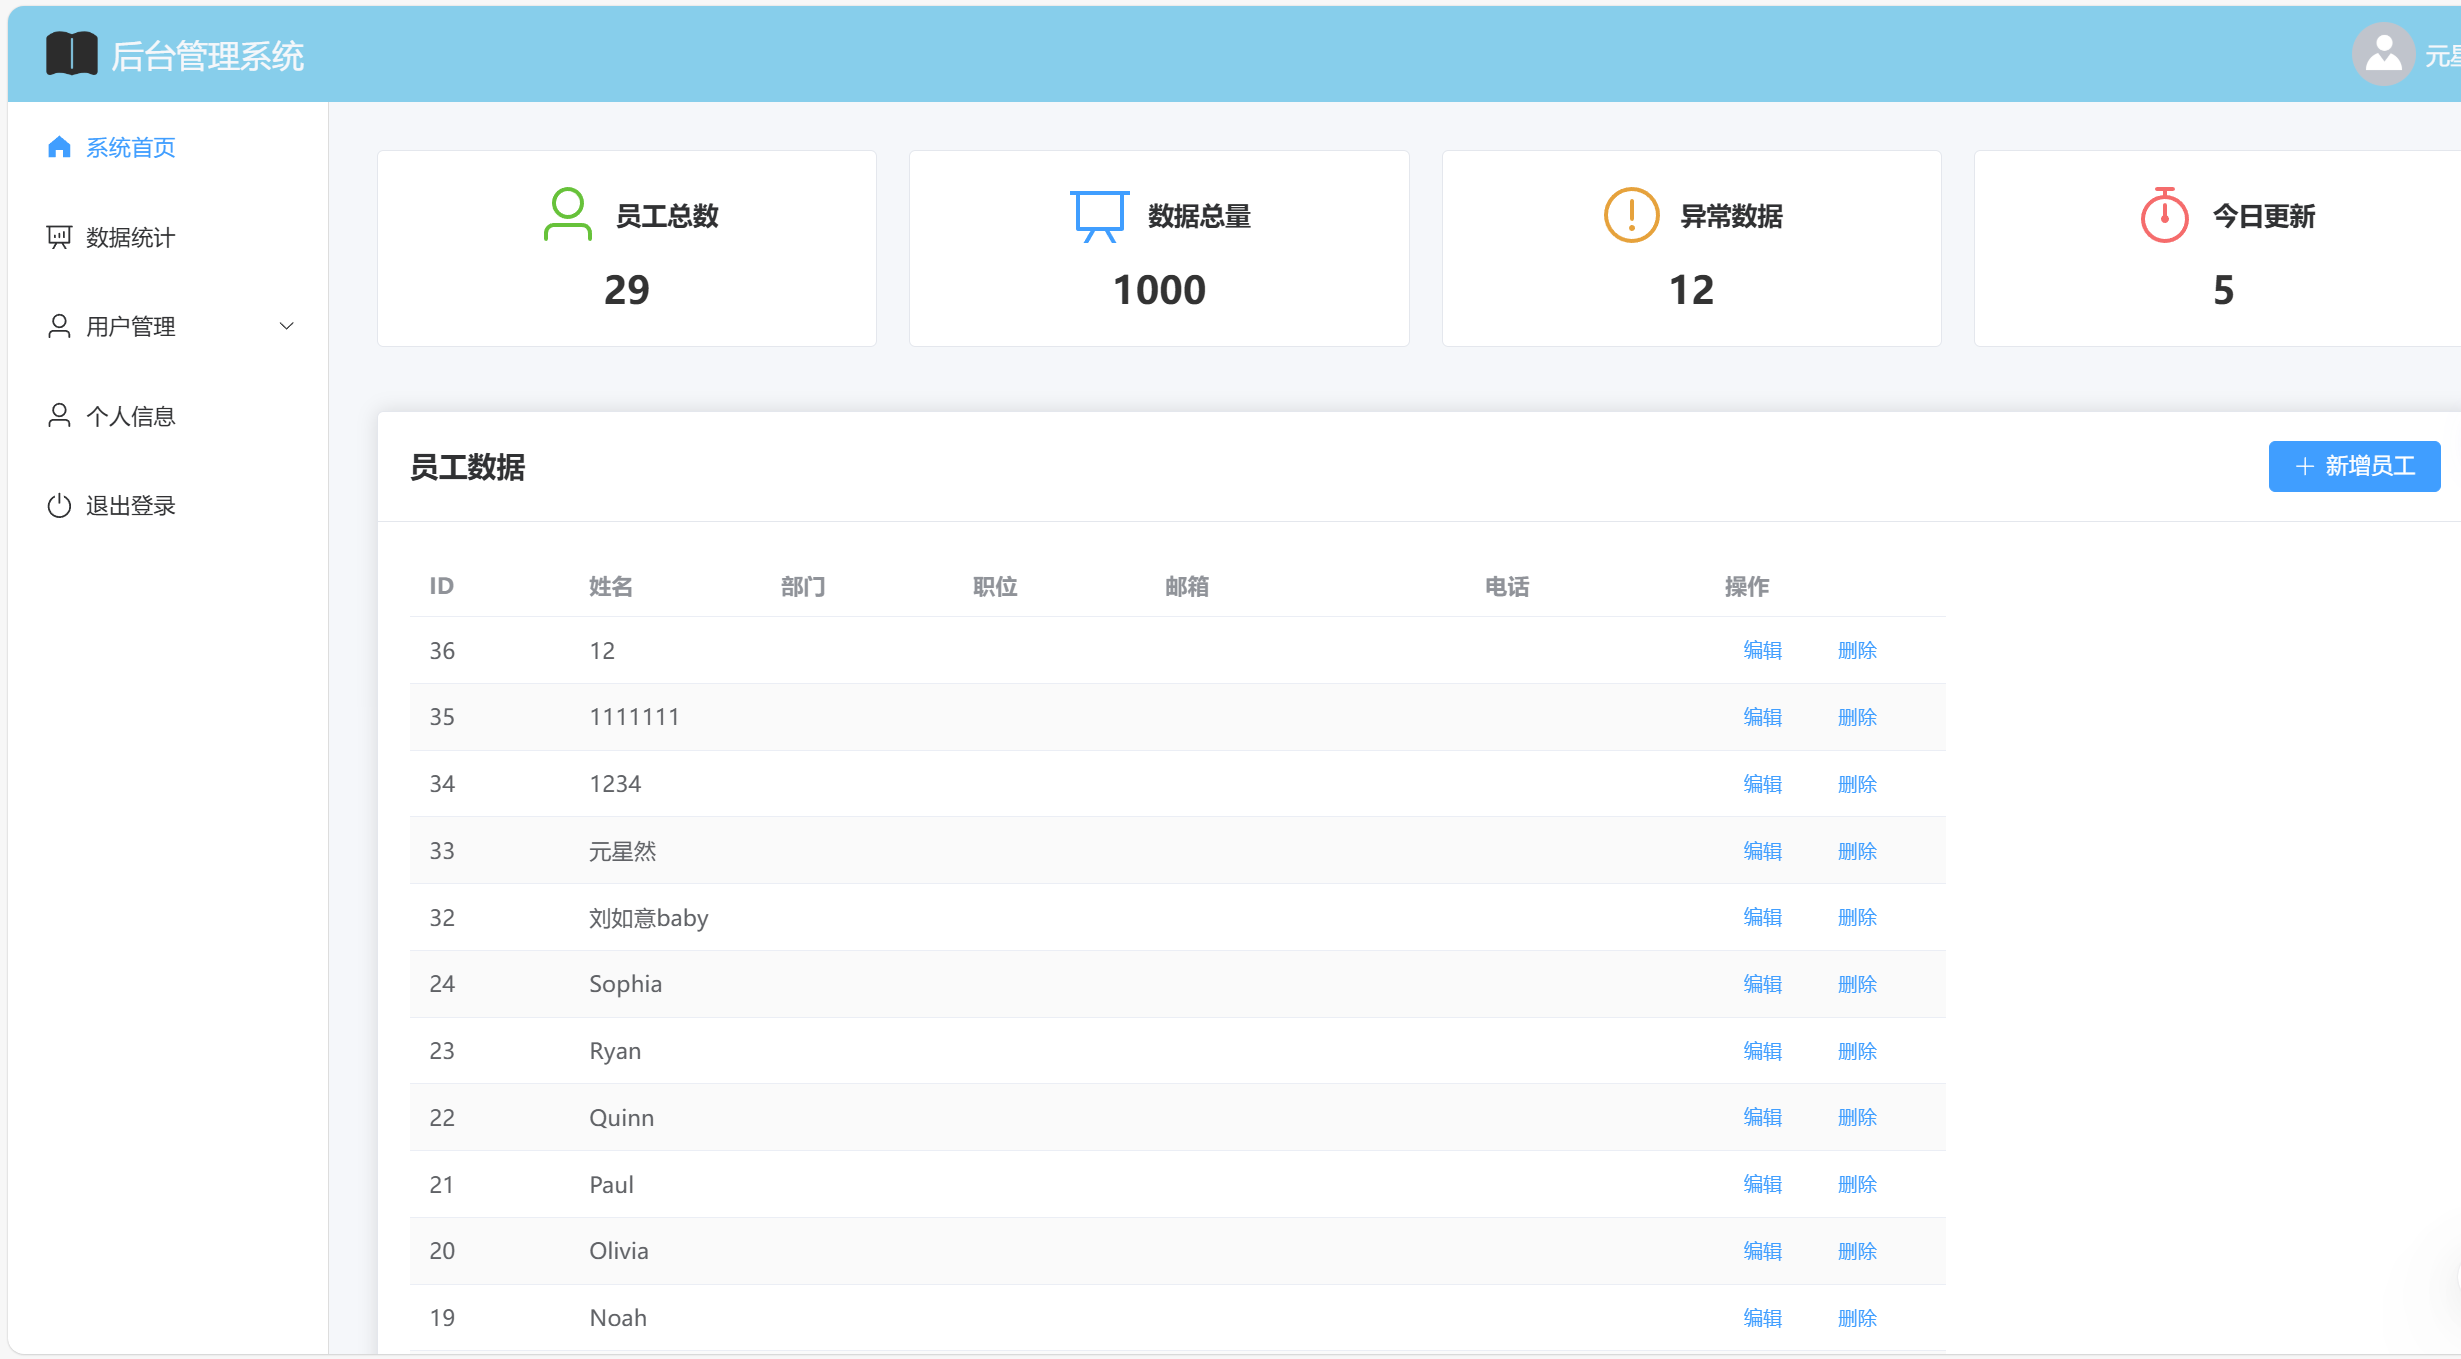 后台管理系统
系统首页
数据统计
用户管理
个人信息
退出登录
员工总数
29
数据总量
1000
异常数据
12
今日更新
5
员工数据
新增员工
ID 姓名 部门 职位 邮箱 电话 操作
36 12 编辑 删除
35 1111111 编辑 删除
34 1234 编辑 删除
33 元星然 编辑 删除
32 刘如意baby 编辑 删除
24 Sophia 编辑 删除
23 Ryan 编辑 删除
22 Quinn 编辑 删除
21 Paul 编辑 删除
20 Olivia 编辑 删除
19 Noah 编辑 删除